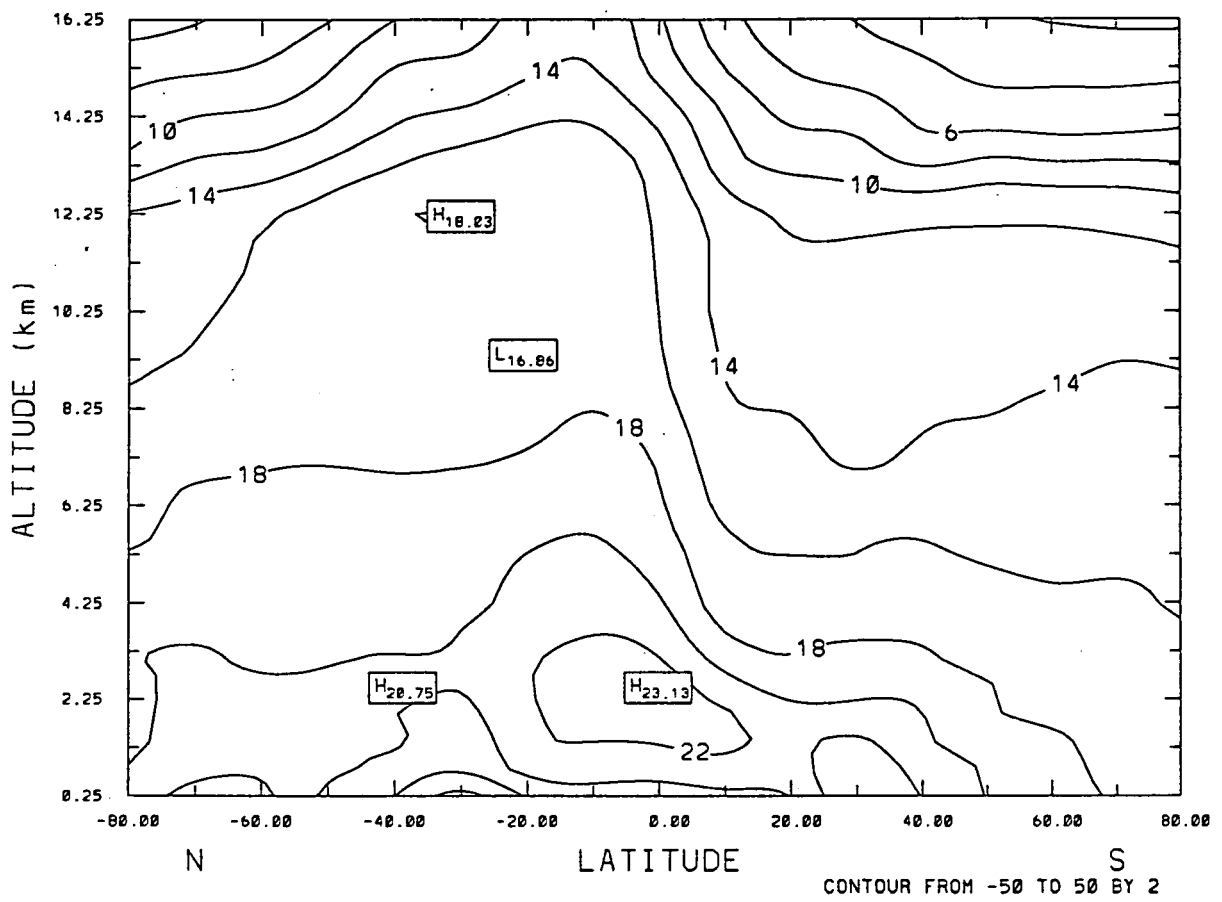 16.25
14
14.25
10
6
10
14
12.25
H18.03
ALTITUDE (km)
10.25
L16.86
14
14
8.25
18
18
6.25
4.25
18
H20.75
H23.13
2.25
22
0.25
-80.00 -60.00 -40.00 -20.00 0.00 20.00 40.00 60.00 80.00
N LATITUDE S
CONTOUR FROM -50 TO 50 BY 2